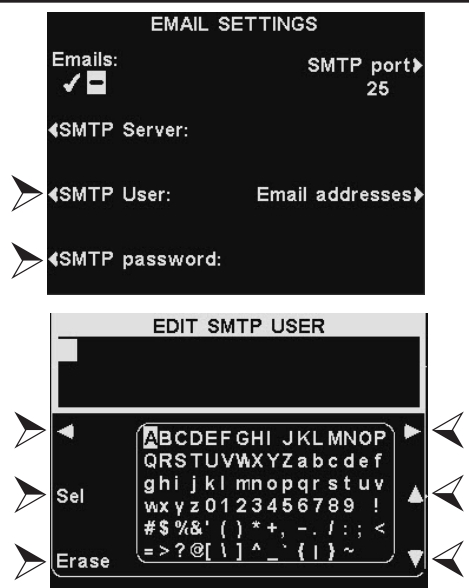 EMAIL SETTINGS
Emails:
SMTP port
25
SMTP Server:
SMTP User:
Email addresses
SMTP password:
EDIT SMTP USER
ABCDEFGHIJKLMNOP
QRSTUVWXYZabcdef
ghijklmnopqrstuv
wxyz0123456789 !
Sel
#$%&'()*+,-./:;<
=>?@[\]^_`{|}~
Erase